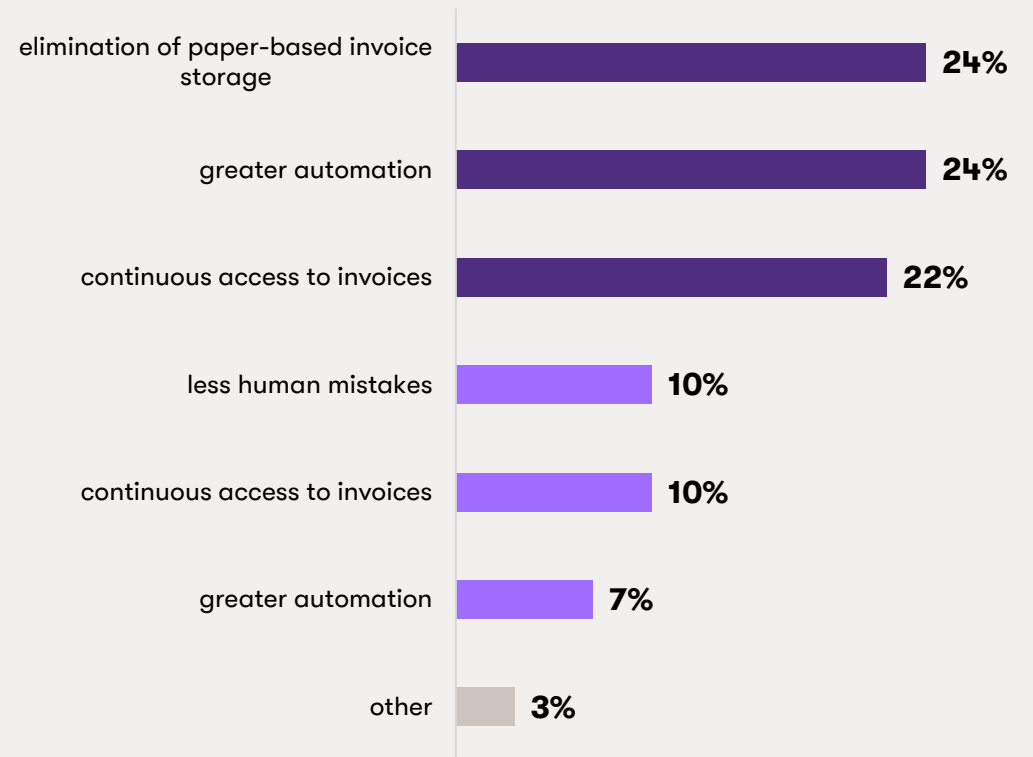 elimination of paper-based invoice
storage
24%
greater automation
24%
continuous access to invoices
22%
less human mistakes
10%
continuous access to invoices
10%
greater automation
7%
other
3%